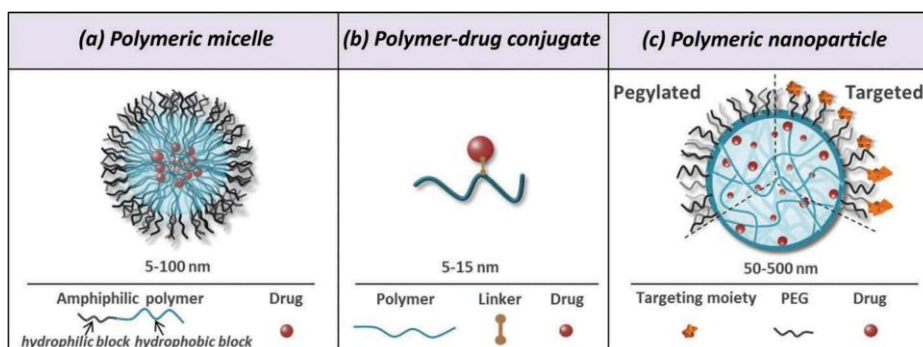 (a) Polymeric micelle
(b) Polymer-drug conjugate
(c) Polymeric nanoparticle
5-100 nm
Amphiphilic polymer
Drug
hydrophilic block
hydrophobic block
5-15 nm
Polymer
Linker
Drug
Pegylated
Targeted
50-500 nm
Targeting moiety
PEG
Drug